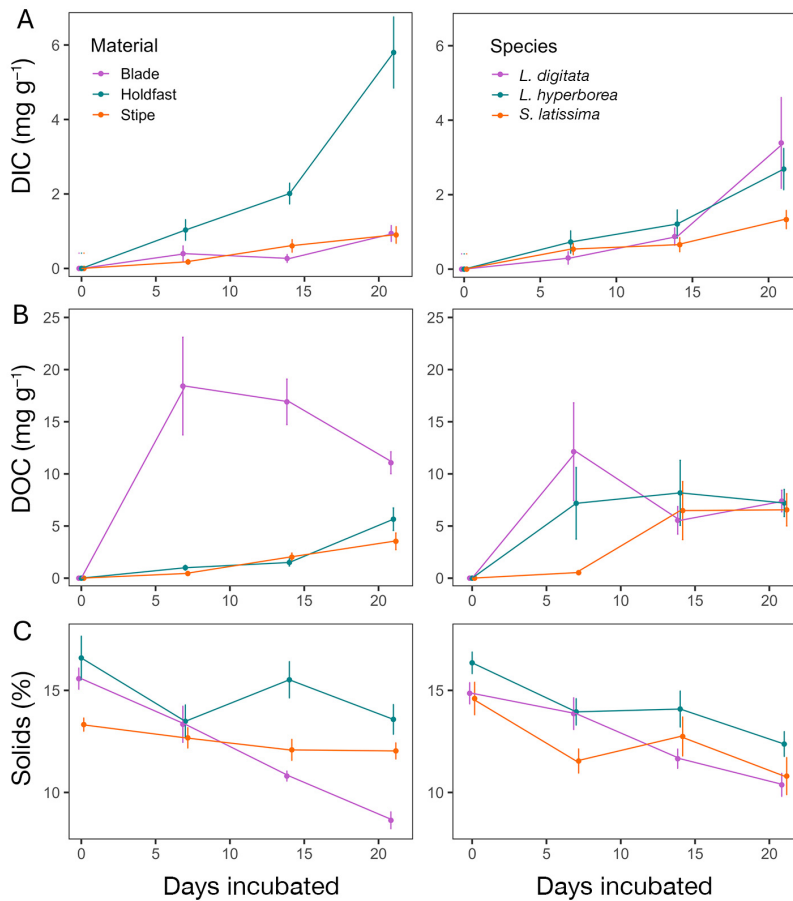 A
DIC (mg g⁻¹)
6
4
2
0
0 5 10 15 20
Material
Blade
Holdfast
Stipe
6
4
2
0
0 5 10 15 20
Species
L. digitata
L. hyperborea
S. latissima
B
DOC (mg g⁻¹)
25
20
15
10
5
0
0 5 10 15 20
25
20
15
10
5
0
0 5 10 15 20
C
Solids (%)
15
10
0 5 10 15 20
Days incubated
15
10
0 5 10 15 20
Days incubated